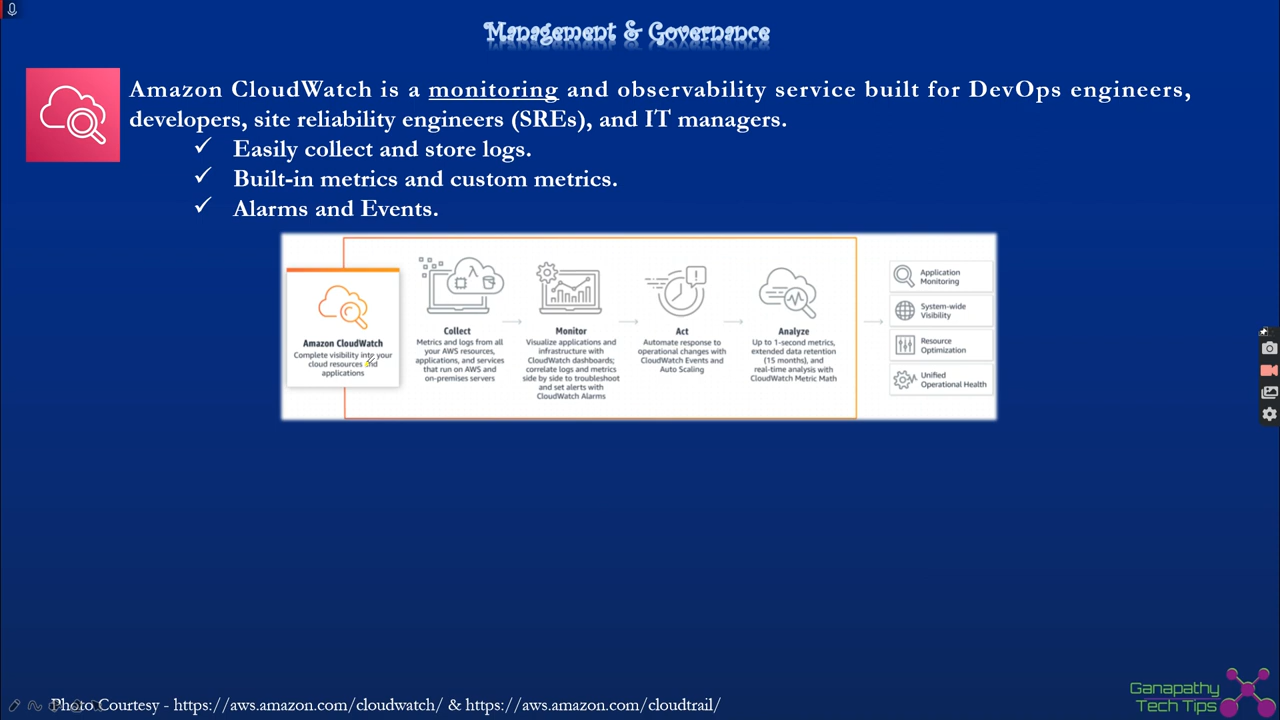 Management & Governance
Amazon CloudWatch is a monitoring and observability service built for DevOps engineers,
developers, site reliability engineers (SREs), and IT managers.
✓ Easily collect and store logs.
✓ Built-in metrics and custom metrics.
✓ Alarms and Events.
Amazon CloudWatch
Complete visibility into your
cloud resources and
applications
Collect
Metrics and logs from all
your AWS resources,
applications, and services
that run on AWS and
on-premises servers
Monitor
Visualize applications and
infrastructure with
CloudWatch dashboards;
correlate logs and metrics
side by side to troubleshoot
and set alerts with
CloudWatch Alarms
Act
Automate response to
operational changes with
CloudWatch Events and
Auto Scaling
Analyze
Up to 1-second metrics,
extended data retention
(15 months), and
real-time analysis with
CloudWatch Metric Math
Application
Monitoring
System-wide
Visibility
Resource
Optimization
Unified
Operational Health
Photo Courtesy - https://aws.amazon.com/cloudwatch/ & https://aws.amazon.com/cloudtrail/
Ganapathy
Tech Tips